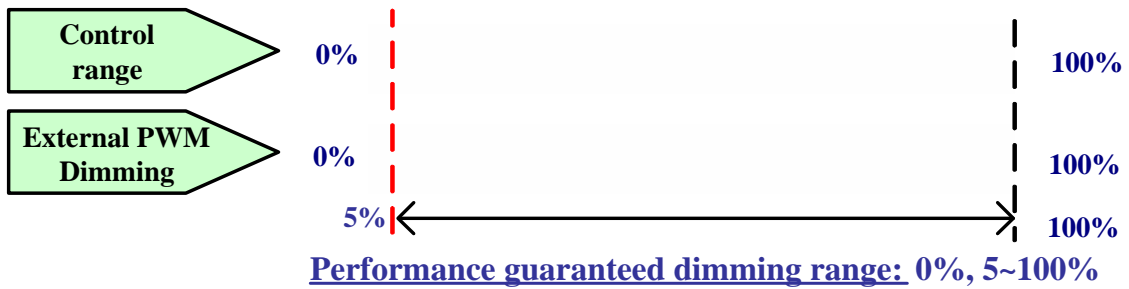 Control
range
0%
100%
External PWM
Dimming
0%
100%
5%
100%
Performance guaranteed dimming range: 0%, 5~100%